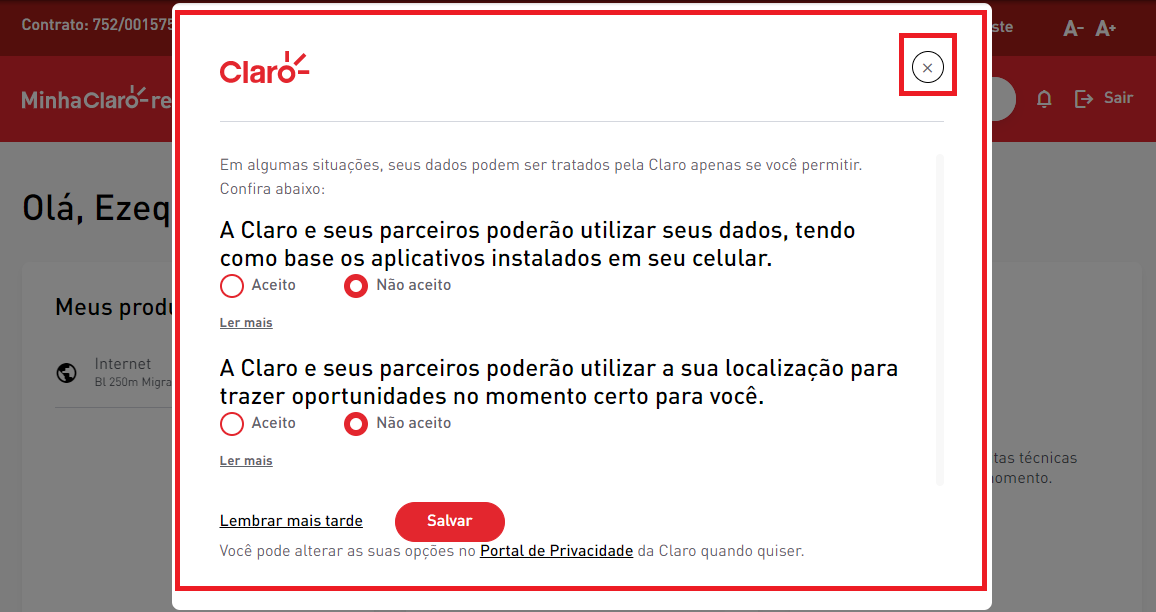 Contrato: 752/001575
ste
A- A+
MinhaClaro-re
Sair
Olá, Ezeq
Meus produ
Internet
Bl 250m Migra
tas técnicas
omento.
Claro-
Em algumas situações, seus dados podem ser tratados pela Claro apenas se você permitir.
Confira abaixo:
A Claro e seus parceiros poderão utilizar seus dados, tendo
como base os aplicativos instalados em seu celular.
Aceito Não aceito
Ler mais
A Claro e seus parceiros poderão utilizar a sua localização para
trazer oportunidades no momento certo para você.
Aceito Não aceito
Ler mais
Lembrar mais tarde Salvar
Você pode alterar as suas opções no Portal de Privacidade da Claro quando quiser.